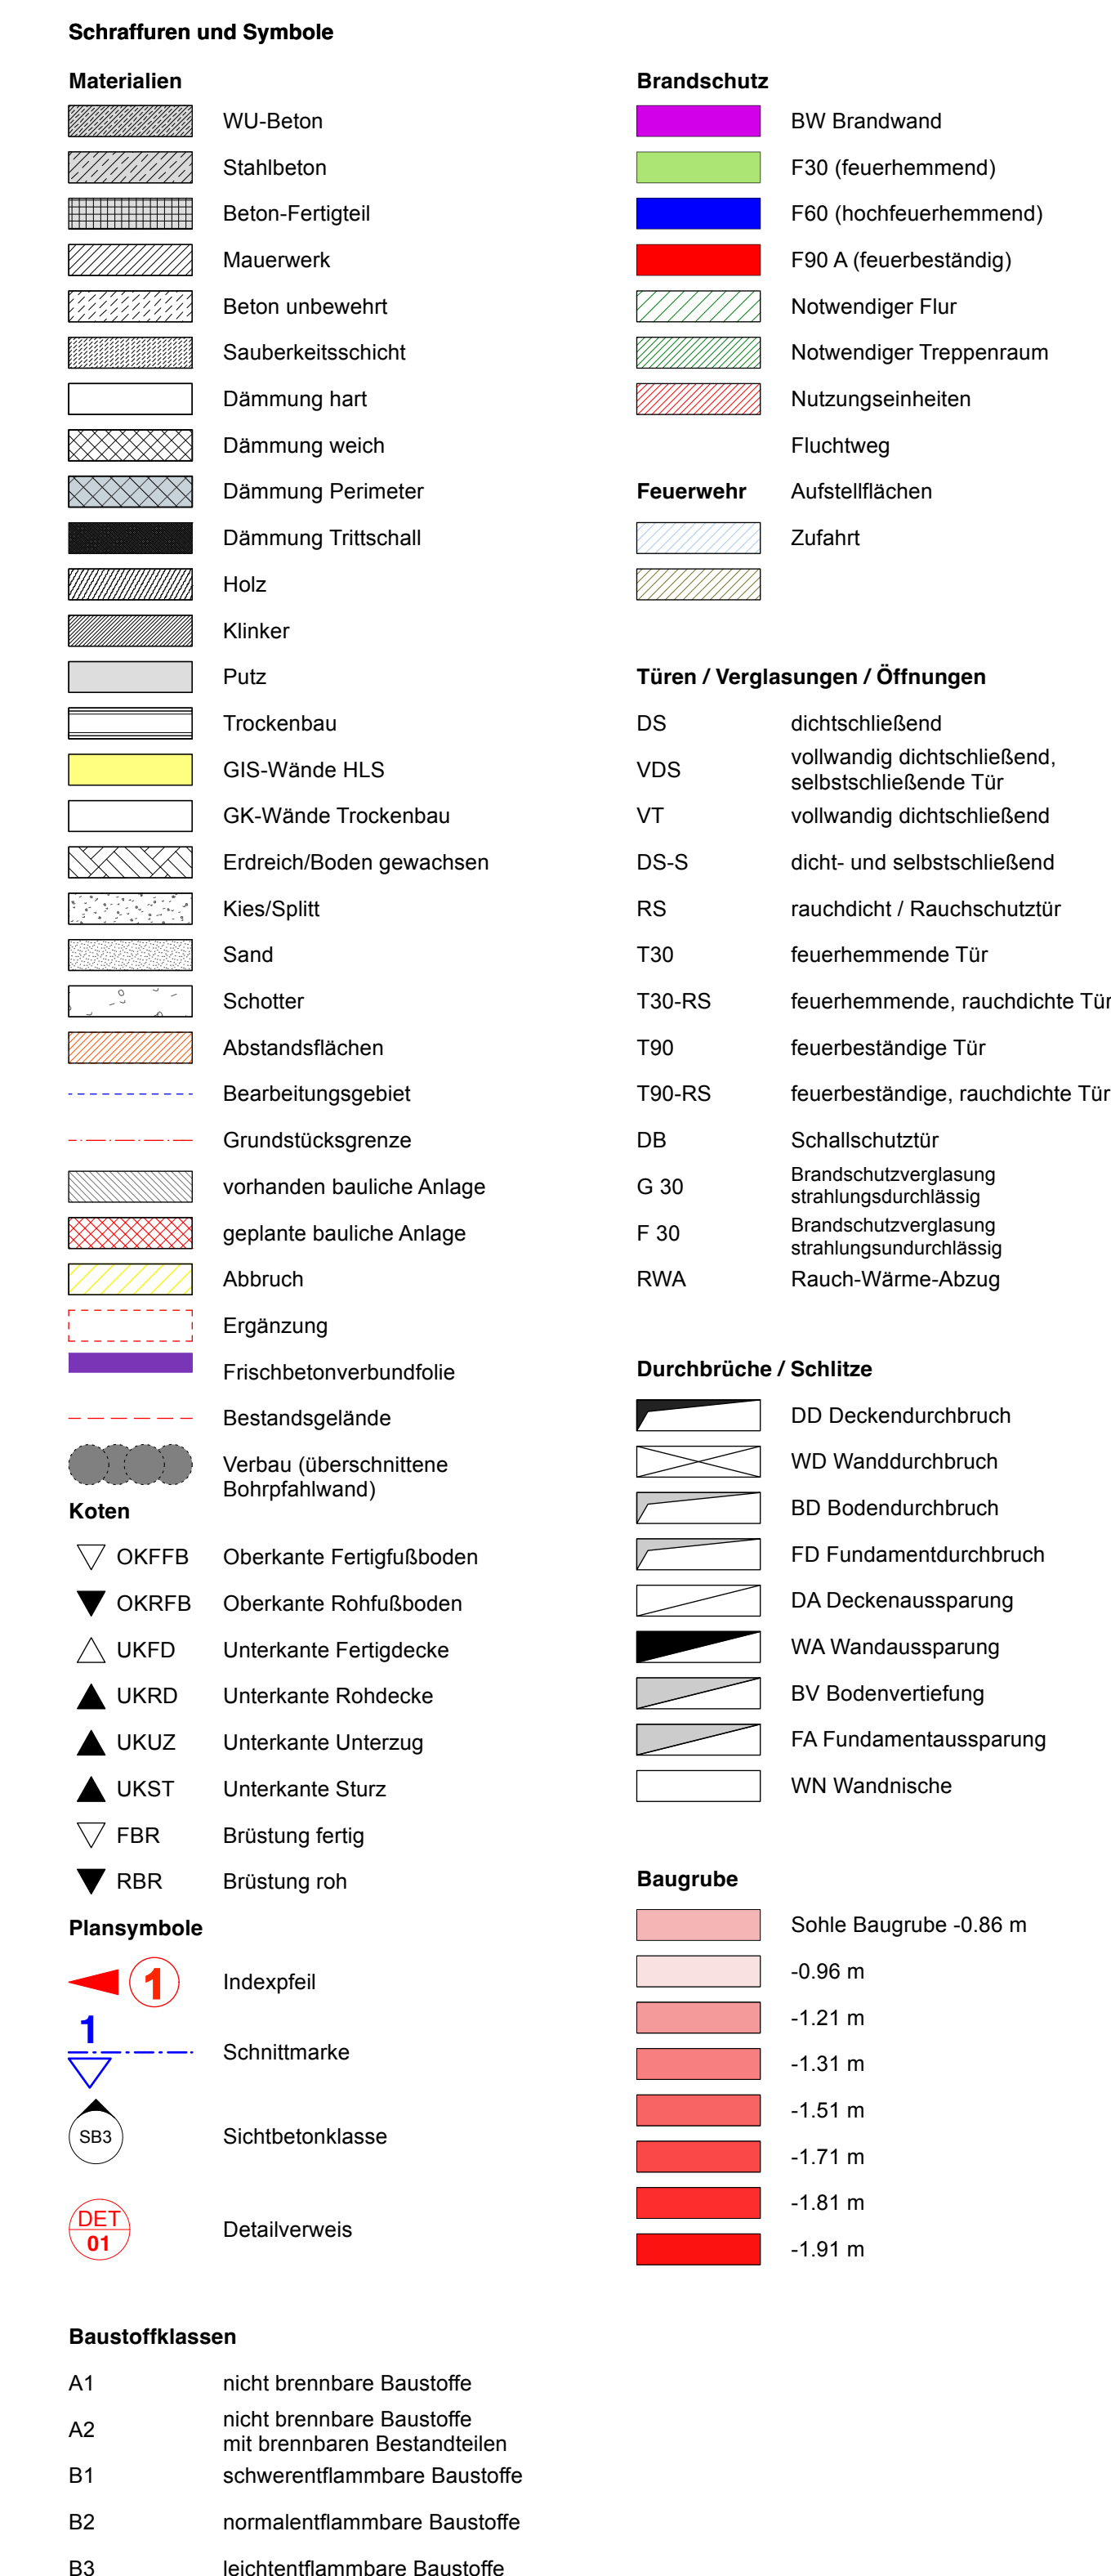 Schraffuren und Symbole
Materialien
WU-Beton
Stahlbeton
Beton-Fertigteil
Mauerwerk
Beton unbewehrt
Sauberkeitsschicht
Dämmung hart
Dämmung weich
Dämmung Perimeter
Dämmung Trittschall
Holz
Klinker
Putz
Trockenbau
GIS-Wände HLS
GK-Wände Trockenbau
Erdreich/Boden gewachsen
Kies/Splitt
Sand
Schotter
Abstandsflächen
Bearbeitungsgebiet
Grundstücksgrenze
vorhanden bauliche Anlage
geplante bauliche Anlage
Abbruch
Ergänzung
Frischbetonverbundfolie
Bestandsgelände
Verbau (überschnittene
Bohrpfahlwand)
Koten
OKFFB Oberkante Fertigfußboden
OKRFB Oberkante Rohfußboden
UKFD Unterkante Fertigdecke
UKRD Unterkante Rohdecke
UKUZ Unterkante Unterzug
UKST Unterkante Sturz
FBR Brüstung fertig
RBR Brüstung roh
Plansymbole
1 Indexpfeil
1
Schnittmarke
SB3 Sichtbetonklasse
DET
01
Detailverweis
Baustoffklassen
A1 nicht brennbare Baustoffe
A2 nicht brennbare Baustoffe
mit brennbaren Bestandteilen
B1 schwerentflammbare Baustoffe
B2 normalentflammbare Baustoffe
B3 leichtentflammbare Baustoffe
Brandschutz
BW Brandwand
F30 (feuerhemmend)
F60 (hochfeuerhemmend)
F90 A (feuerbeständig)
Notwendiger Flur
Notwendiger Treppenraum
Nutzungseinheiten
Fluchtweg
Feuerwehr Aufstellflächen
Zufahrt
Türen / Verglasungen / Öffnungen
DS dichtschließend
VDS vollwandig dichtschließend,
selbstschließende Tür
VT vollwandig dichtschließend
DS-S dicht- und selbstschließend
RS rauchdicht / Rauchschutztür
T30 feuerhemmende Tür
T30-RS feuerhemmende, rauchdichte Tür
T90 feuerbeständige Tür
T90-RS feuerbeständige, rauchdichte Tür
DB Schallschutztür
G 30 Brandschutzverglasung
strahlungsdurchlässig
F 30 Brandschutzverglasung
strahlungsundurchlässig
RWA Rauch-Wärme-Abzug
Durchbrüche / Schlitze
DD Deckendurchbruch
WD Wanddurchbruch
BD Bodendurchbruch
FD Fundamentdurchbruch
DA Deckenaussparung
WA Wandaussparung
BV Bodenvertiefung
FA Fundamentaussparung
WN Wandnische
Baugrube
Sohle Baugrube -0.86 m
-0.96 m
-1.21 m
-1.31 m
-1.51 m
-1.71 m
-1.81 m
-1.91 m